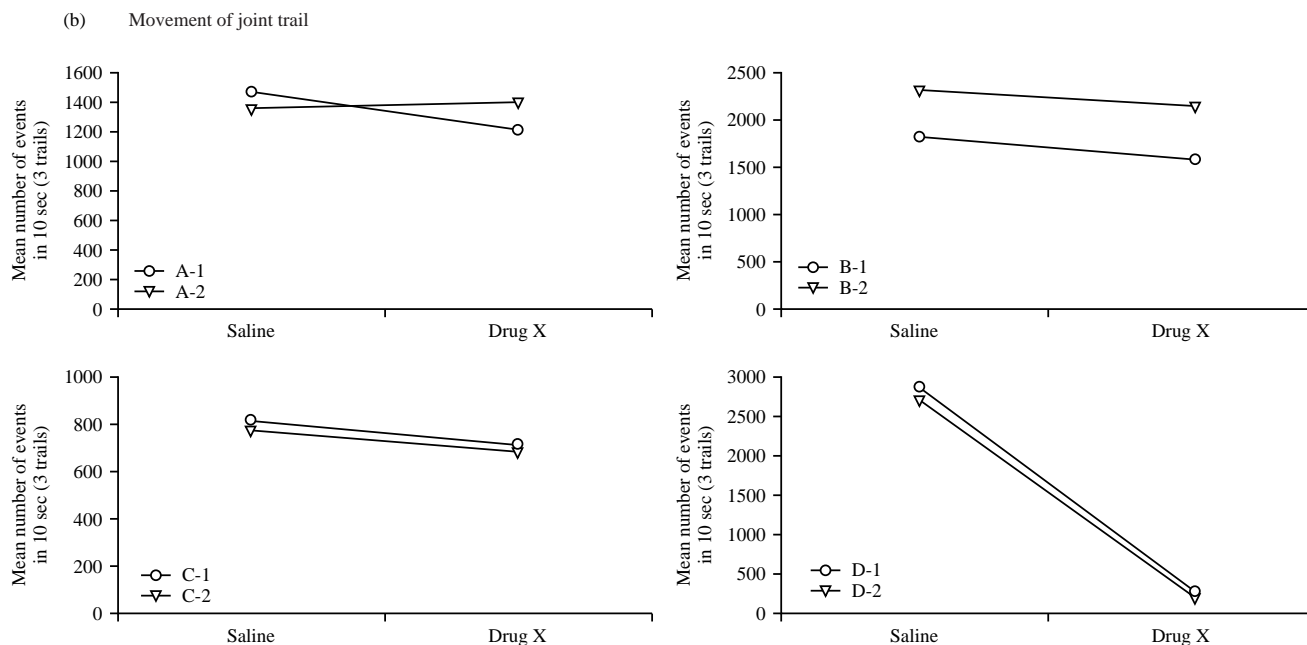 (b) Movement of joint trail
Mean number of events
in 10 sec (3 trails)
1600
1400
1200
1000
800
600
400
200
0
A-1
A-2
Saline Drug X
Mean number of events
in 10 sec (3 trails)
2500
2000
1500
1000
500
0
B-1
B-2
Saline Drug X
Mean number of events
in 10 sec (3 trails)
1000
800
600
400
200
0
C-1
C-2
Saline Drug X
Mean number of events
in 10 sec (3 trails)
3000
2500
2000
1500
1000
500
0
D-1
D-2
Saline Drug X